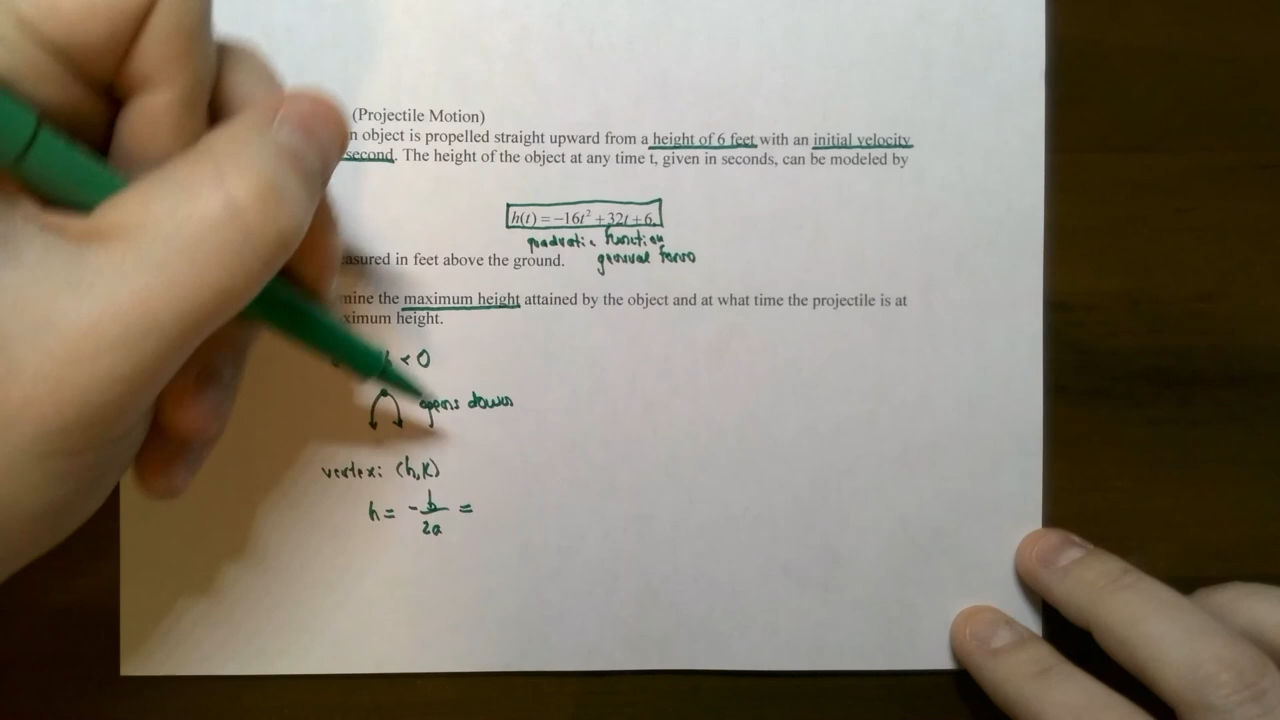 (Projectile Motion)
n object is propelled straight upward from a height of 6 feet with an initial velocity
second. The height of the object at any time t, given in seconds, can be modeled by
h(t) = −16t² + 32t + 6.
quadratic function
asured in feet above the ground. general form
mine the maximum height attained by the object and at what time the projectile is at
ximum height.
< 0
opens down
vertex: (h,k)
h = - b/2a =